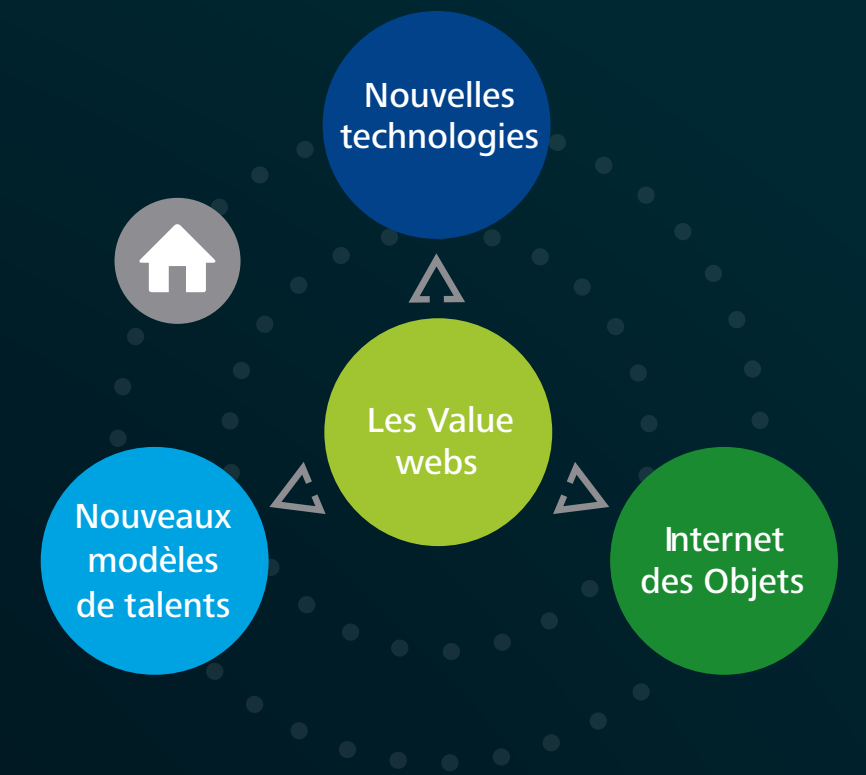 Nouvelles
technologies
Les Value
webs
Nouveaux
modèles
de talents
Internet
des Objets